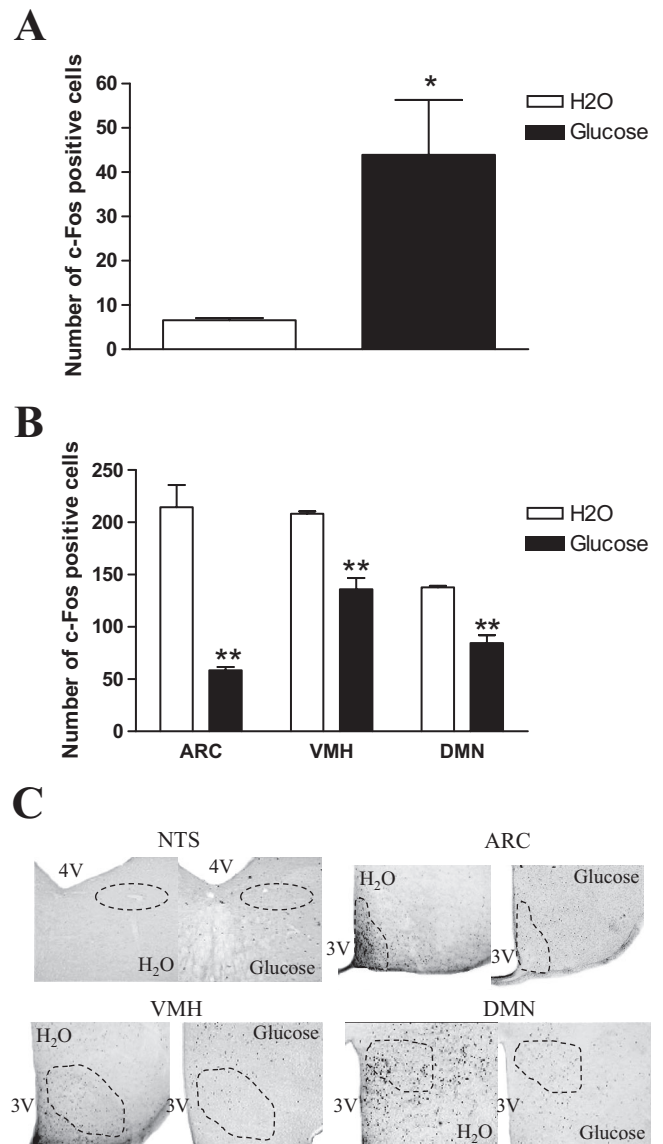 A
Number of c-Fos positive cells
60
50
40
30
20
10
0
*
H2O
Glucose
B
Number of c-Fos positive cells
250
200
150
100
50
0
**
**
**
ARC
VMH
DMN
H2O
Glucose
C
NTS
4V
4V
H₂O
Glucose
ARC
H₂O
Glucose
3V
3V
VMH
H₂O
Glucose
3V
3V
DMN
3V
3V
H₂O
Glucose